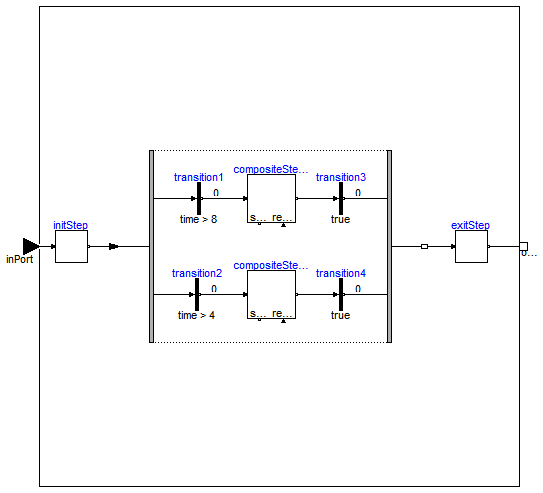 transition1
compositeSte...
transition3
0
0
time > 8
s...
re...
true
initStep
exitStep
inPort
o...
transition2
compositeSte...
transition4
0
0
time > 4
s...
re...
true